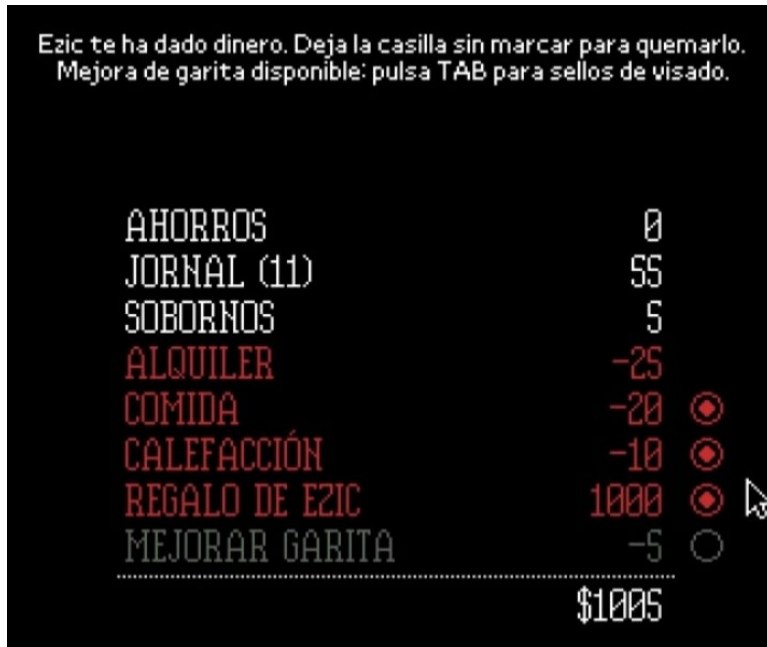 Ezic te ha dado dinero. Deja la casilla sin marcar para quemarlo.
Mejora de garita disponible: pulsa TAB para sellos de visado.
AHORROS 0
JORNAL (11) 55
SOBORNOS 5
ALQUILER -25
COMIDA -20
CALEFACCIÓN -10
REGALO DE EZIC 1000
MEJORAR GARITA -5
$1005